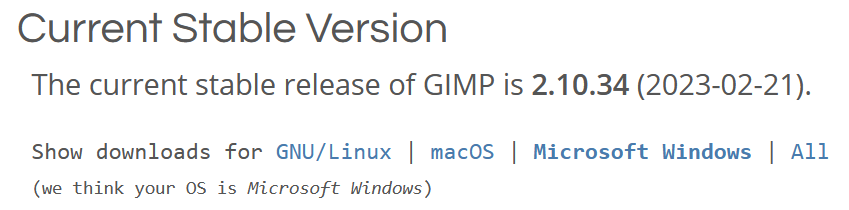 Current Stable Version
The current stable release of GIMP is 2.10.34 (2023-02-21).
Show downloads for GNU/Linux | macOS | Microsoft Windows | All
(we think your OS is Microsoft Windows)